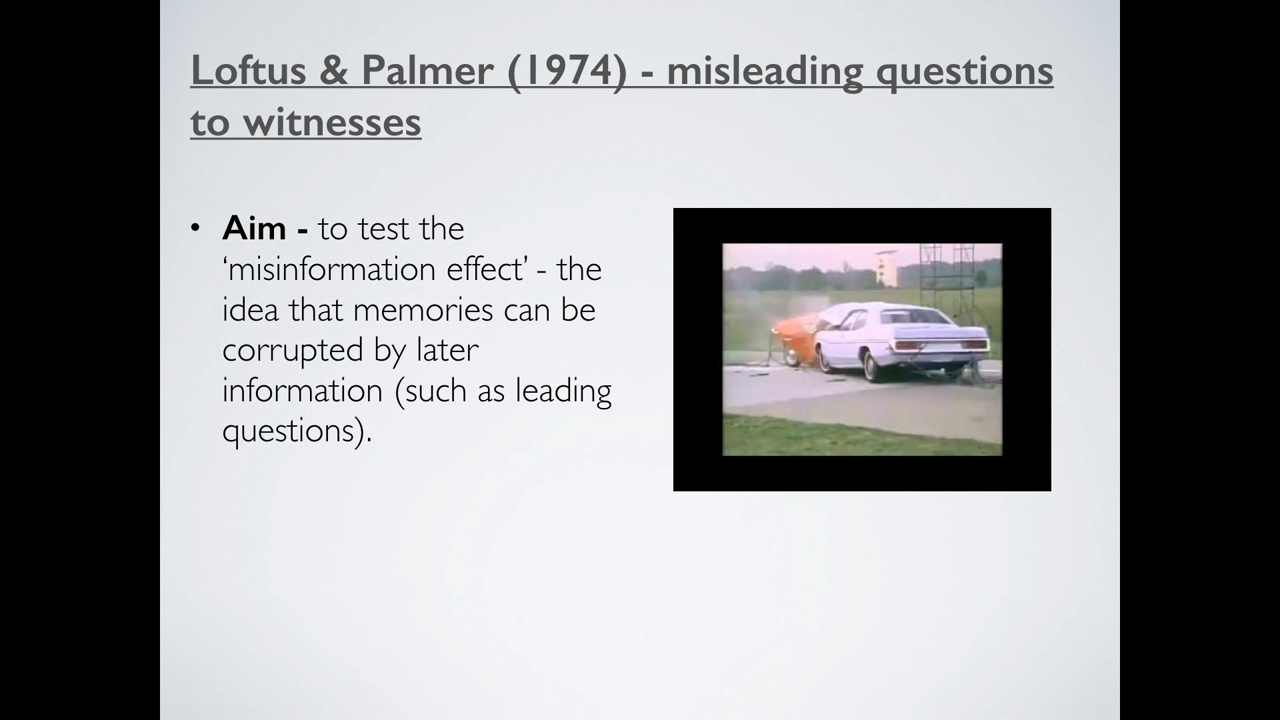 Loftus & Palmer (1974) - misleading questions
to witnesses
• Aim - to test the
‘misinformation effect’ - the
idea that memories can be
corrupted by later
information (such as leading
questions).